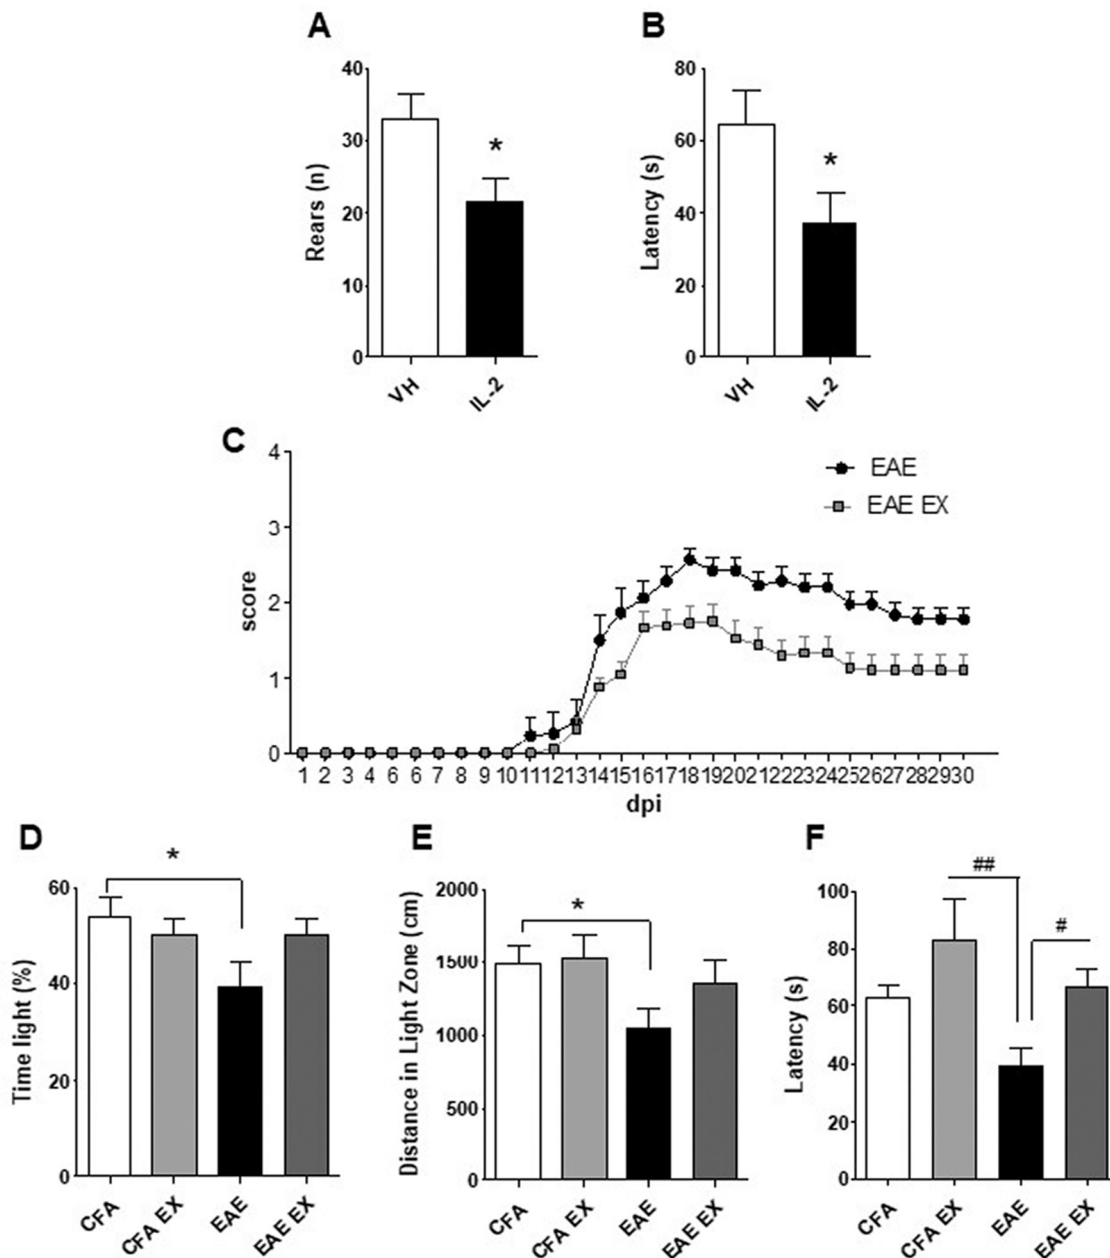 A
Rears (n)
40
30
20
10
0
*
VH
IL-2
B
Latency (s)
80
60
40
20
0
*
VH
IL-2
C
score
4
3
2
1
0
EAE
EAE EX
1 2 3 4 6 6 7 8 9 10 11 12 13 14 15 16 17 18 19 20 21 22 23 24 25 26 27 28 29 30
dpi
D
Time light (%)
60
40
20
0
*
CFA
CFA EX
EAE
EAE EX
E
Distance in Light Zone (cm)
2000
1500
1000
500
0
*
CFA
CFA EX
EAE
EAE EX
F
Latency (s)
100
80
60
40
20
0
##
#
CFA
CFA EX
EAE
EAE EX